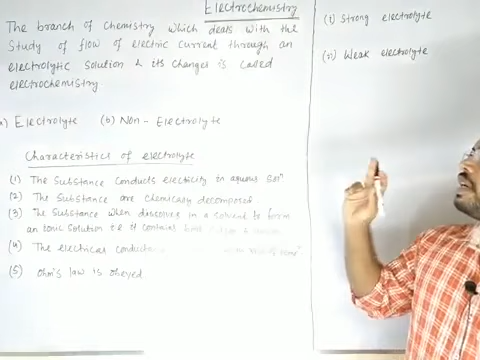 Electrochemistry
The branch of chemistry which deals with the
Study of flow of electric current through an
electrolytic solution & its changes is called
electrochemistry
a) Electrolyte (b) Non-Electrolyte
Characteristics of electrolyte
(1) The Substance conducts electicity in aqueous Solⁿ
(2) The Substance are chemically decomposed.
(3) The Substance when dissolves in a solvent to form
an ionic Solution i.e it contains
(4) The electrical
(5) ohm's law is obeyed
(i) Strong electrolyte
(ii) Weak electrolyte